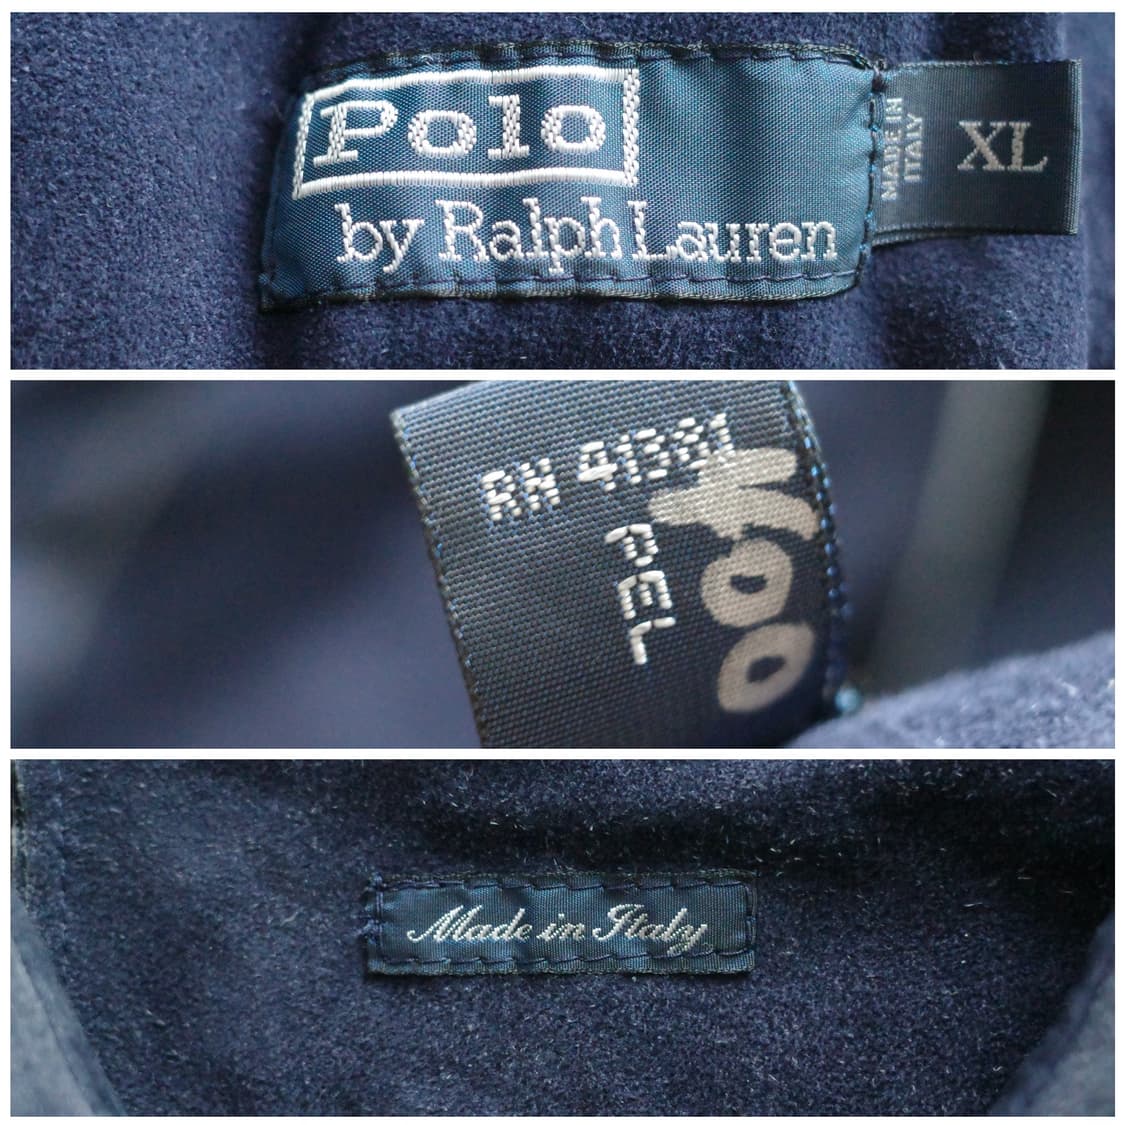 Polo
by Ralph Lauren
MADE IN
ITALY
XL
RN 41381
PEL
Made in Italy